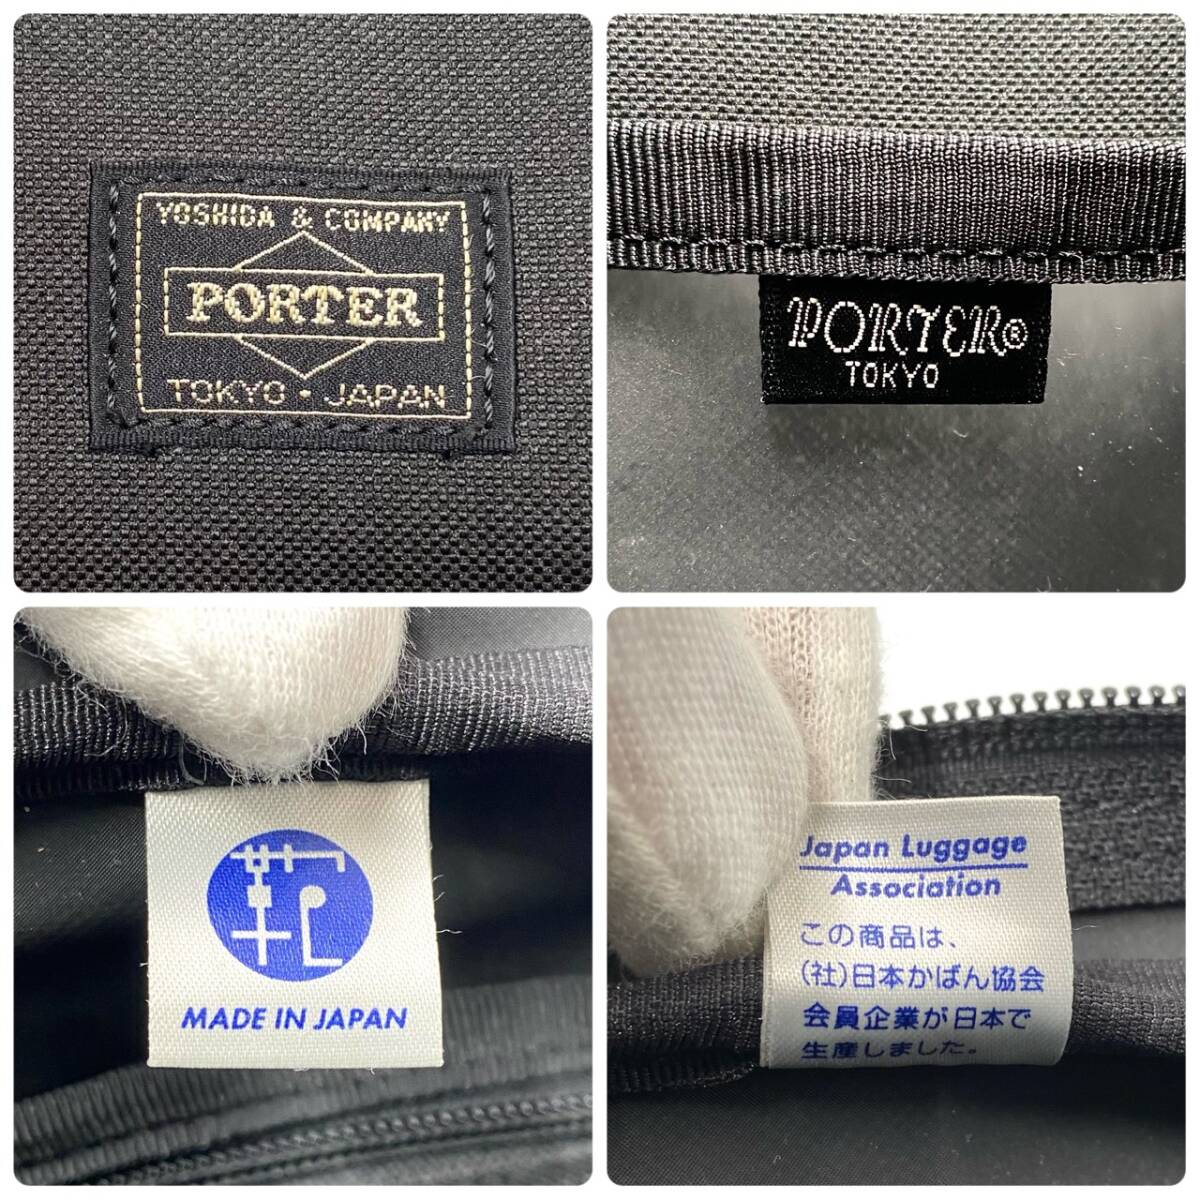 YOSHIDA & COMPANY
PORTER
TOKYO・JAPAN
PORTER®
TOKYO
鞄
MADE IN JAPAN
Japan Luggage
Association
この商品は、
(社)日本かばん協会
会員企業が日本で
生産しました。